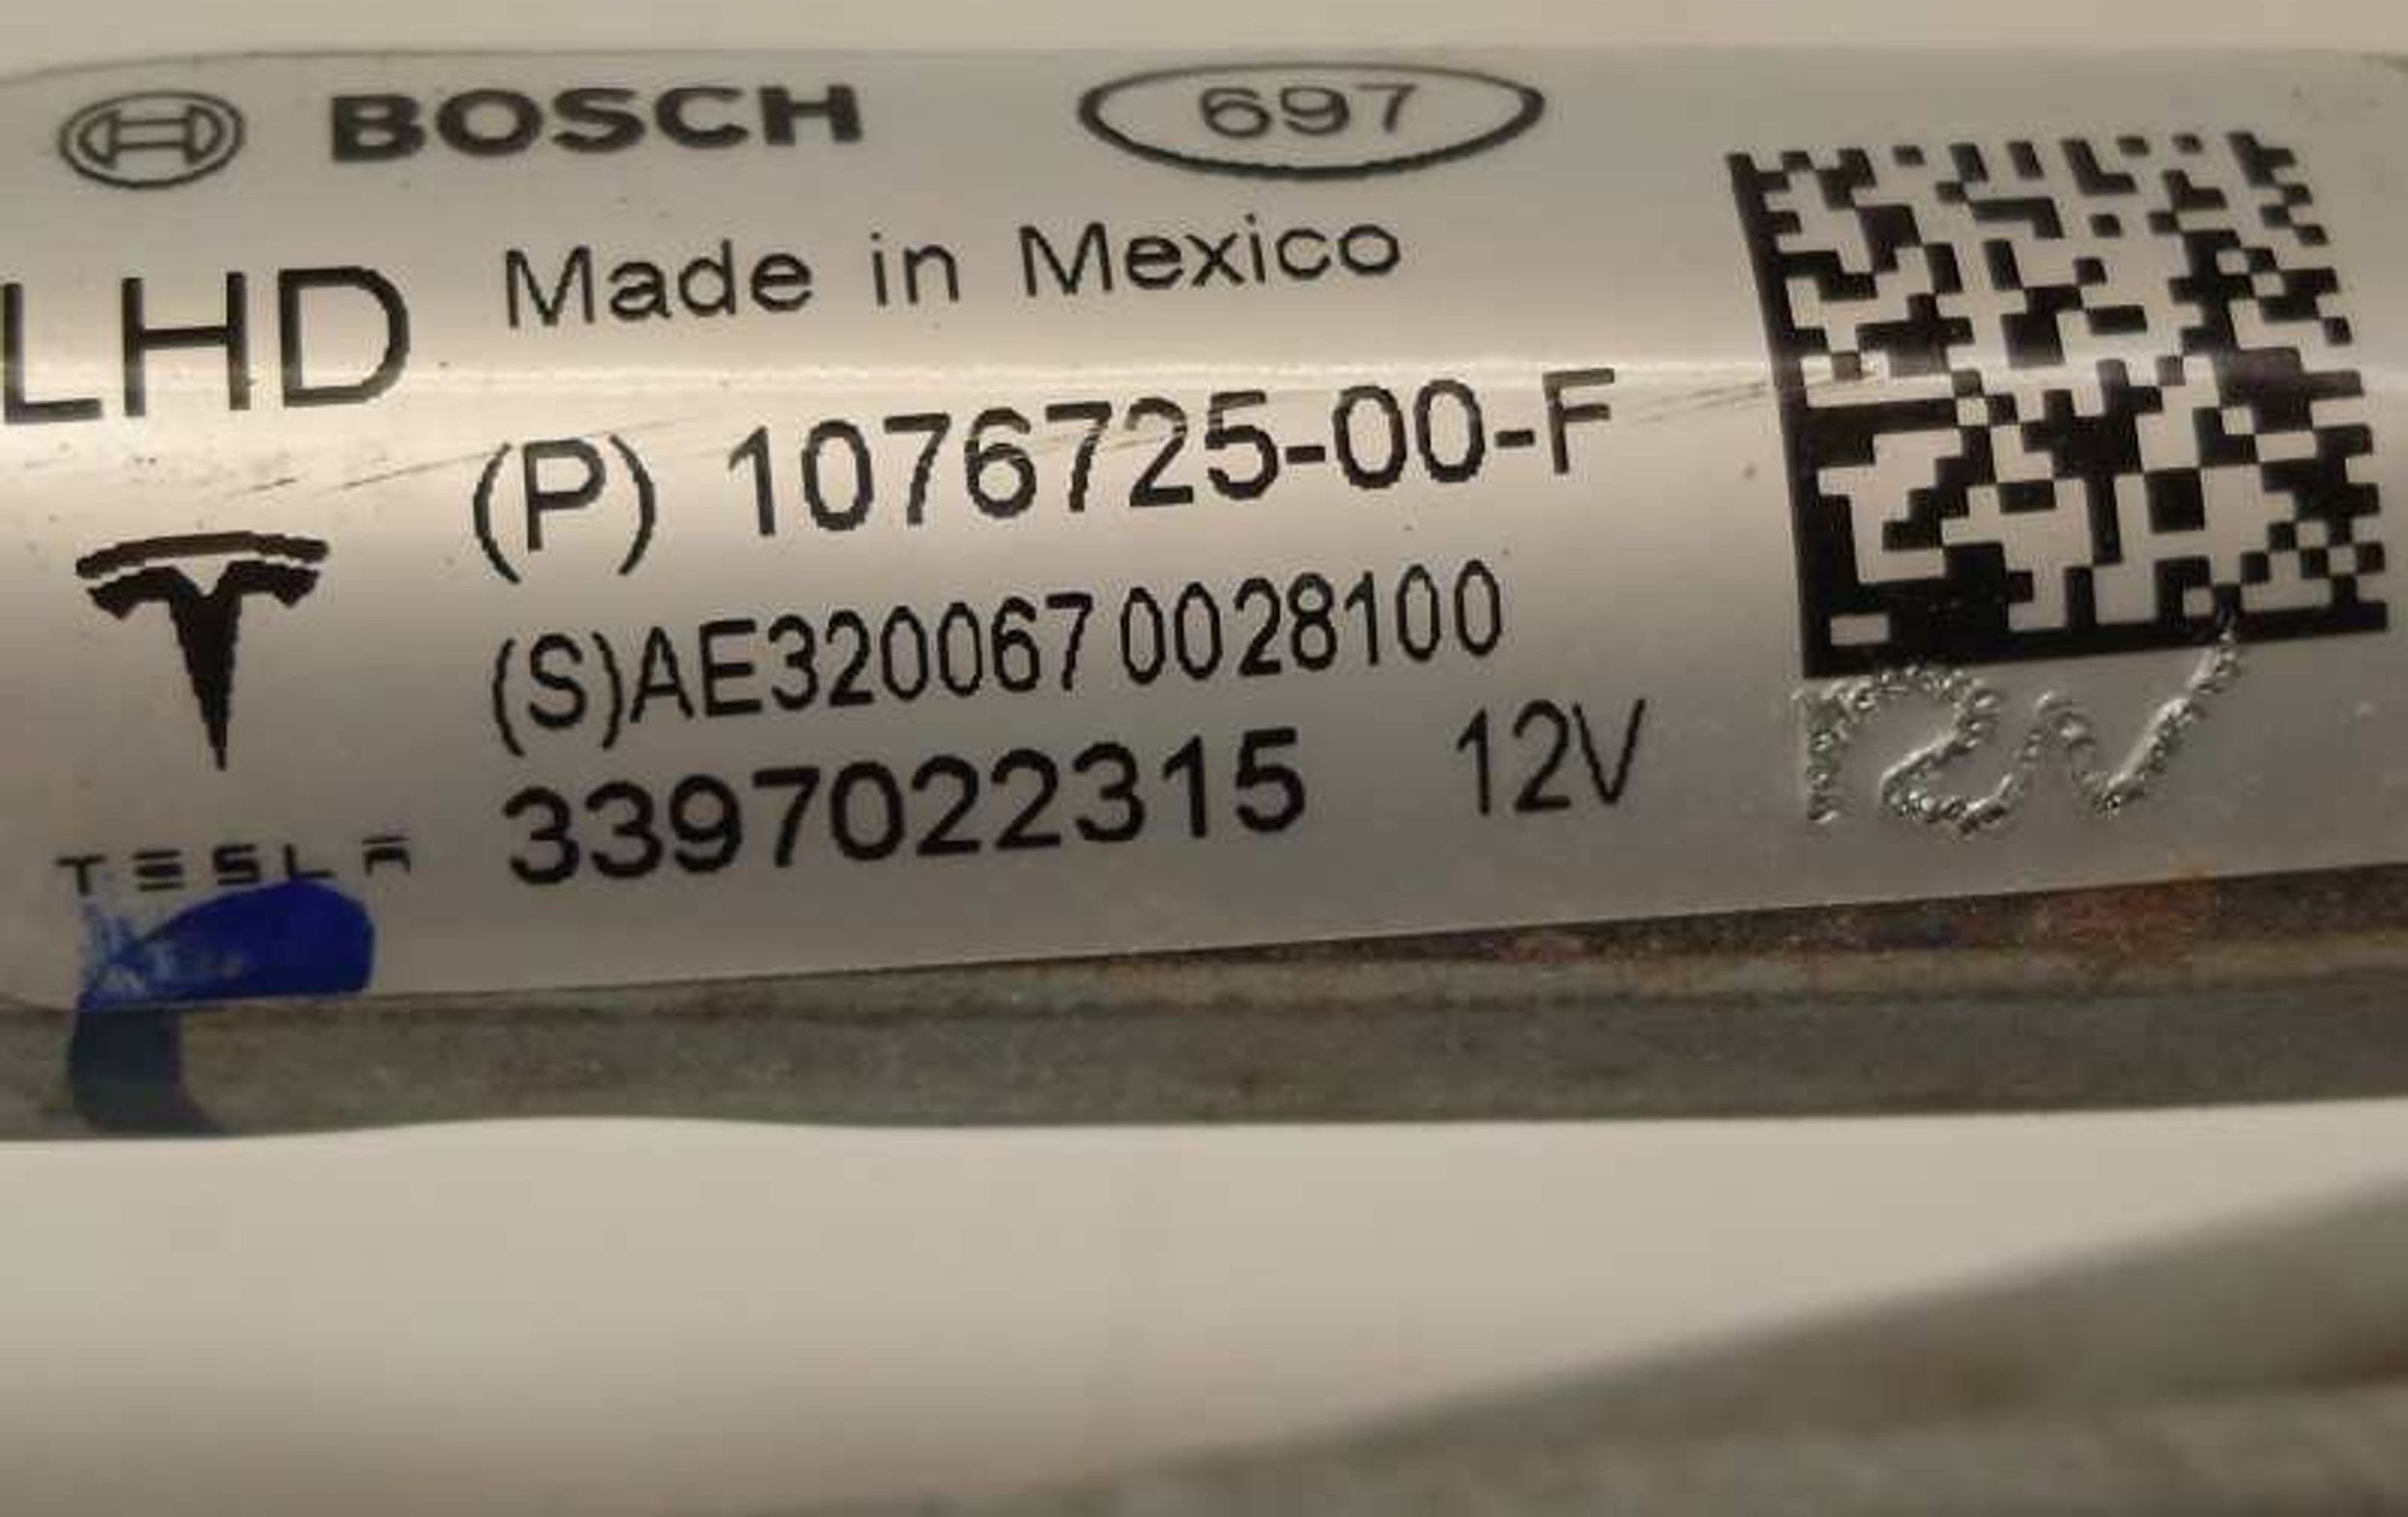 BOSCH 697
LHD Made in Mexico
(P) 1076725-00-F
(S)AE320067 0028100
3397022315 12V
TESLA